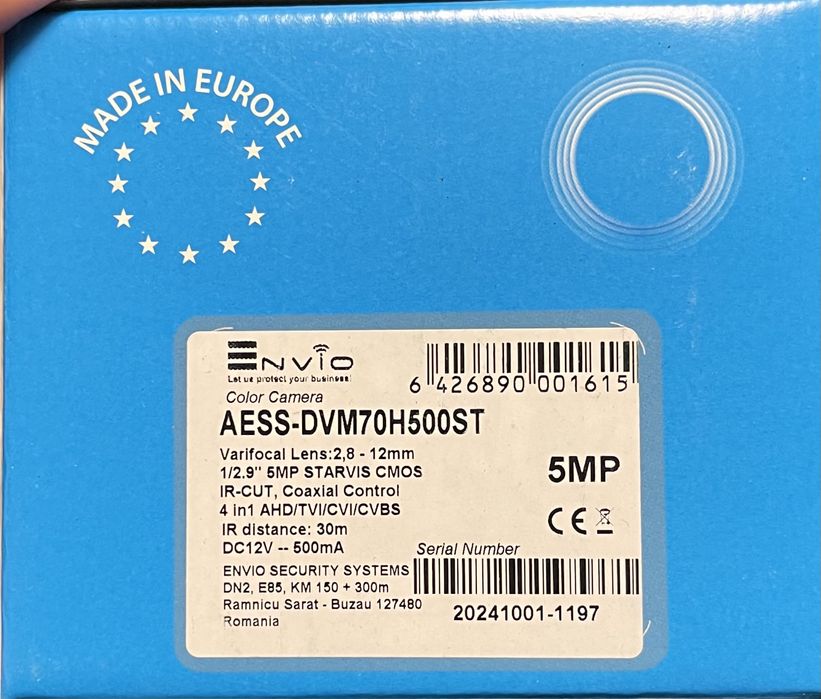 MADE IN EUROPE
ENVIO
Let us protect your business!
6 426890 001615
Color Camera
AESS-DVM70H500ST
Varifocal Lens:2,8 - 12mm
1/2.9" 5MP STARVIS CMOS
5MP
IR-CUT, Coaxial Control
4 in1 AHD/TVI/CVI/CVBS
CE
IR distance: 30m
DC12V -- 500mA
Serial Number
ENVIO SECURITY SYSTEMS
DN2, E85, KM 150 + 300m
Ramnicu Sarat - Buzau 127480
20241001-1197
Romania